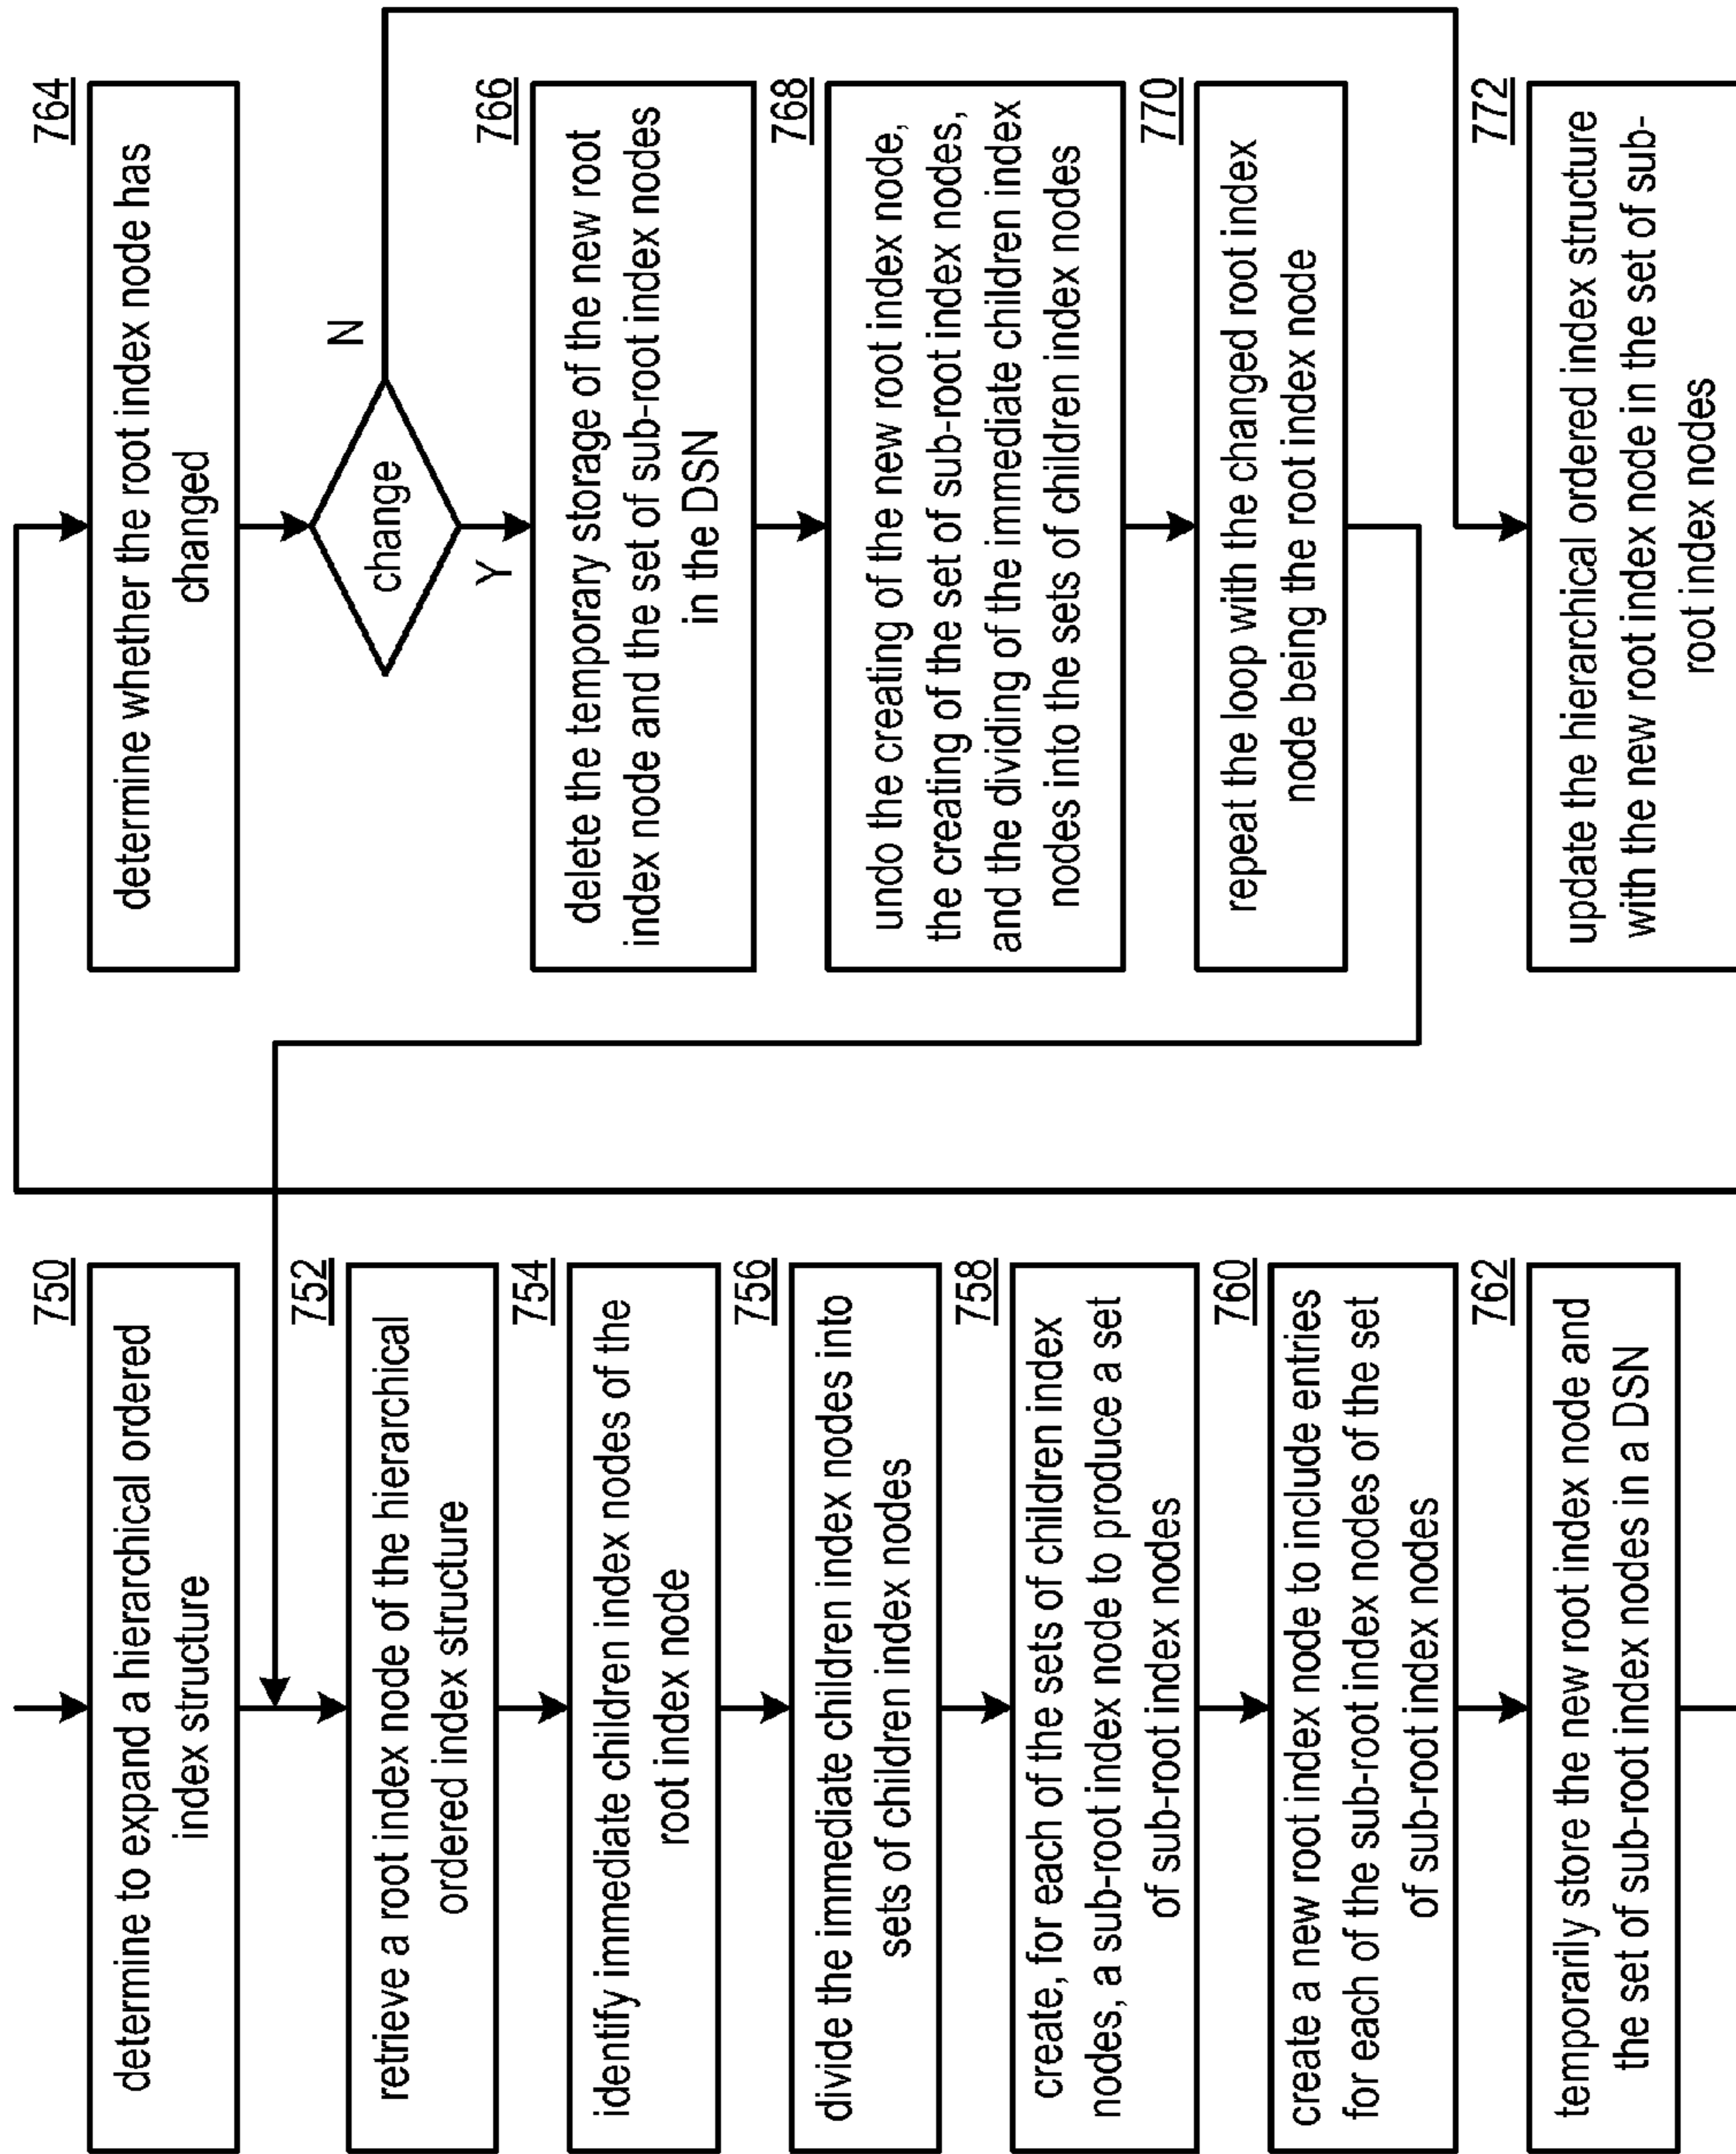 750
determine to expand a hierarchical ordered
index structure
752
retrieve a root index node of the hierarchical
ordered index structure
754
identify immediate children index nodes of the
root index node
756
divide the immediate children index nodes into
sets of children index nodes
758
create, for each of the sets of children index
nodes, a sub-root index node to produce a set
of sub-root index nodes
760
create a new root index node to include entries
for each of the sub-root index nodes of the set
of sub-root index nodes
762
temporarily store the new root index node and
the set of sub-root index nodes in a DSN
764
determine whether the root index node has
changed
change
N
Y
766
delete the temporary storage of the new root
index node and the set of sub-root index nodes
in the DSN
768
undo the creating of the new root index node,
the creating of the set of sub-root index nodes,
and the dividing of the immediate children index
nodes into the sets of children index nodes
770
repeat the loop with the changed root index
node being the root index node
772
update the hierarchical ordered index structure
with the new root index node in the set of sub-
root index nodes